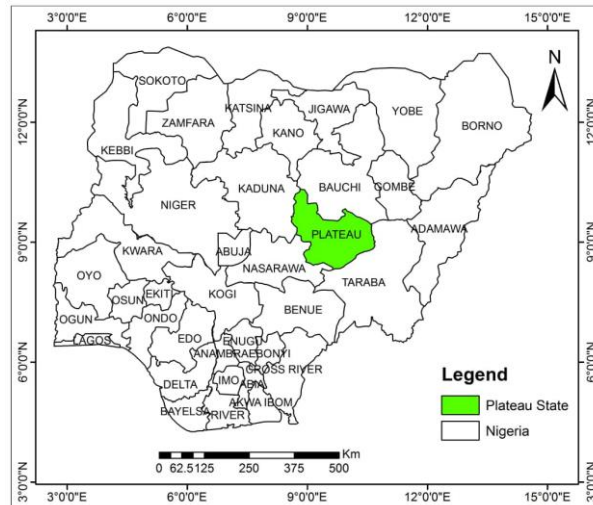 3°0'0"E 6°0'0"E 9°0'0"E 12°0'0"E 15°0'0"E
N
SOKOTO
KATSINA JIGAWA YOBE
ZAMFARA BORNO
KANO
KEBBI
KADUNA BAUCHI GOMBE
NIGER
PLATEAU ADAMAWA
KWARA ABUJA
NASARAWA
OYO TARABA
EKITI KOGI
OSUN BENUE
ONDO
OGUN EDO
LAGOS ENUGU
ANAMBRA EBONYI
CROSS RIVER
DELTA IMO ABIA
AKWA IBOM
BAYELSA
RIVER
12°0'0"N 12°0'0"N
9°0'0"N 9°0'0"N
6°0'0"N 6°0'0"N
3°0'0"N 3°0'0"N
Legend
Plateau State
Nigeria
Km
0 62.5 125 250 375 500
3°0'0"E 6°0'0"E 9°0'0"E 12°0'0"E 15°0'0"E